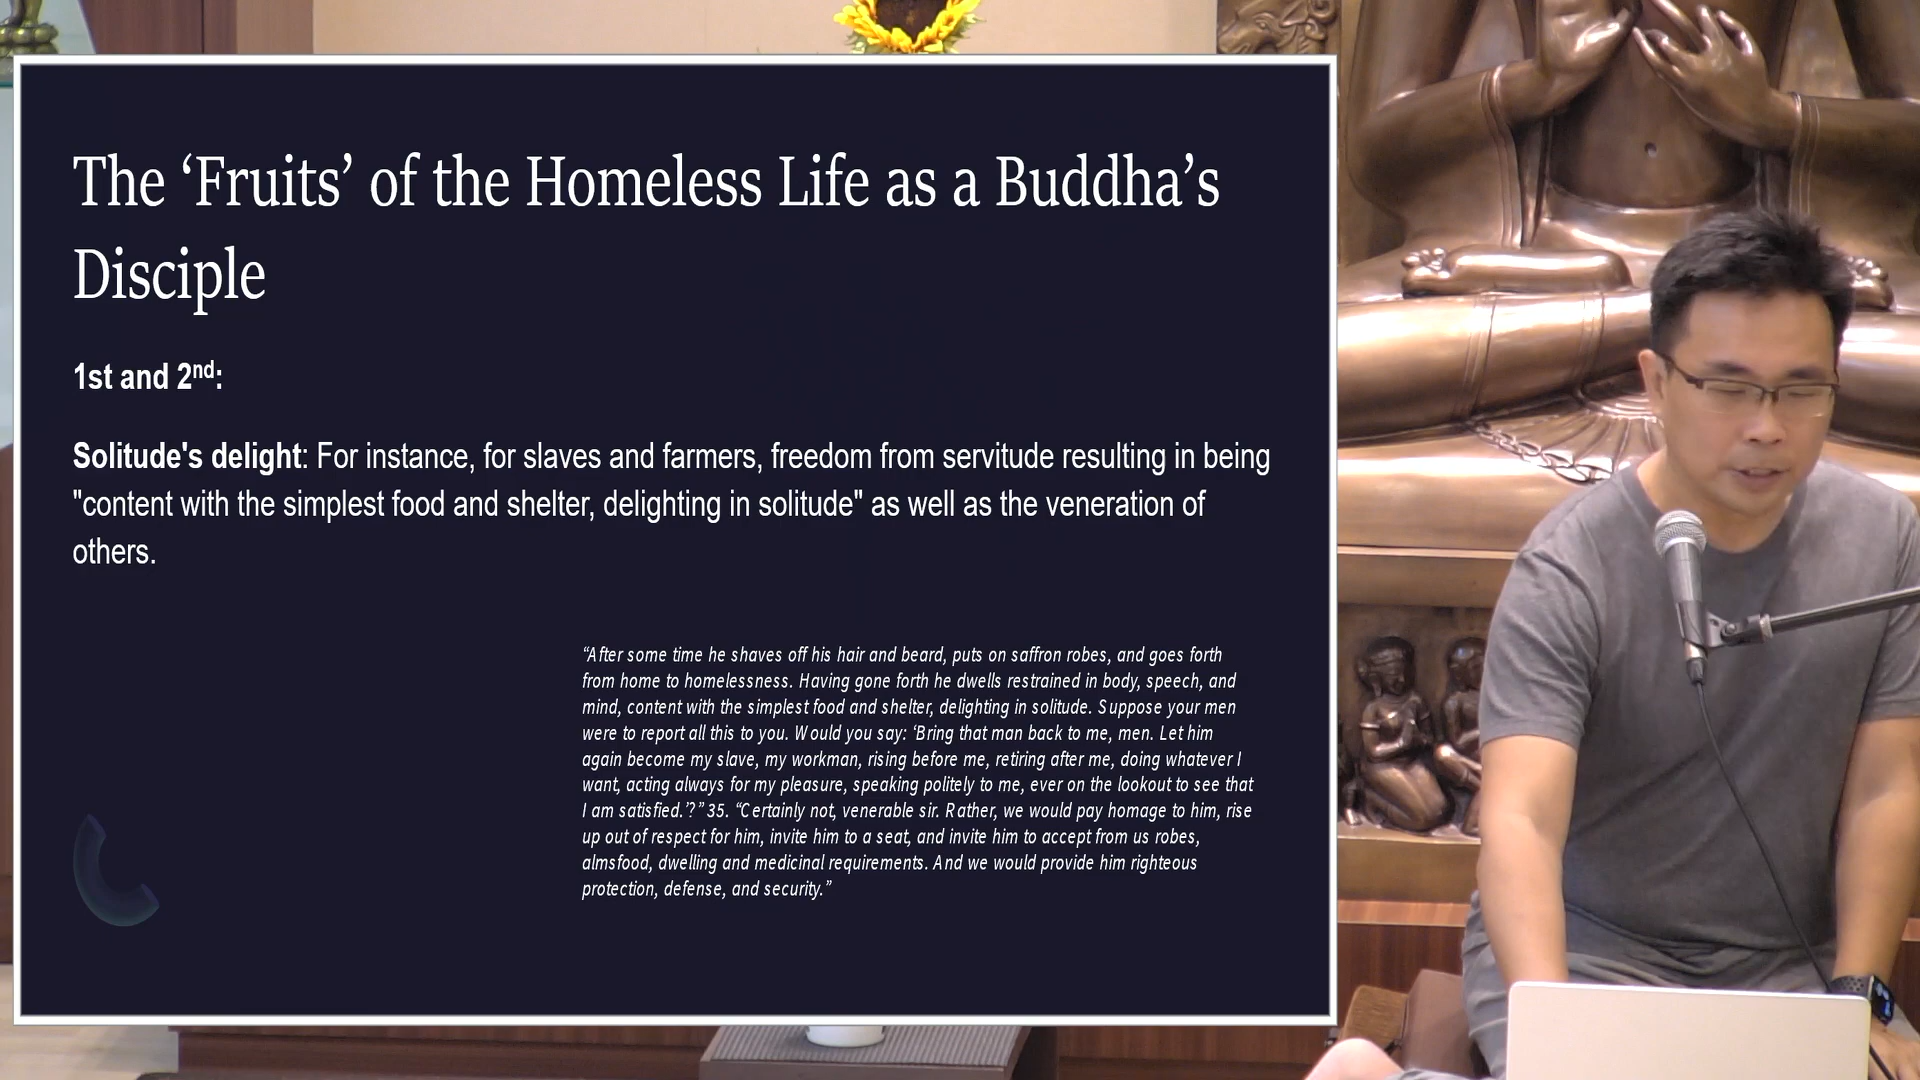 The ‘Fruits’ of the Homeless Life as a Buddha’s
Disciple
1st and 2nd:
Solitude's delight: For instance, for slaves and farmers, freedom from servitude resulting in being
"content with the simplest food and shelter, delighting in solitude" as well as the veneration of
others.
“After some time he shaves off his hair and beard, puts on saffron robes, and goes forth
from home to homelessness. Having gone forth he dwells restrained in body, speech, and
mind, content with the simplest food and shelter, delighting in solitude. Suppose your men
were to report all this to you. Would you say: ‘Bring that man back to me, men. Let him
again become my slave, my workman, rising before me, retiring after me, doing whatever I
want, acting always for my pleasure, speaking politely to me, ever on the lookout to see that
I am satisfied.’?” 35. “Certainly not, venerable sir. Rather, we would pay homage to him, rise
up out of respect for him, invite him to a seat, and invite him to accept from us robes,
almsfood, dwelling and medicinal requirements. And we would provide him righteous
protection, defense, and security.”